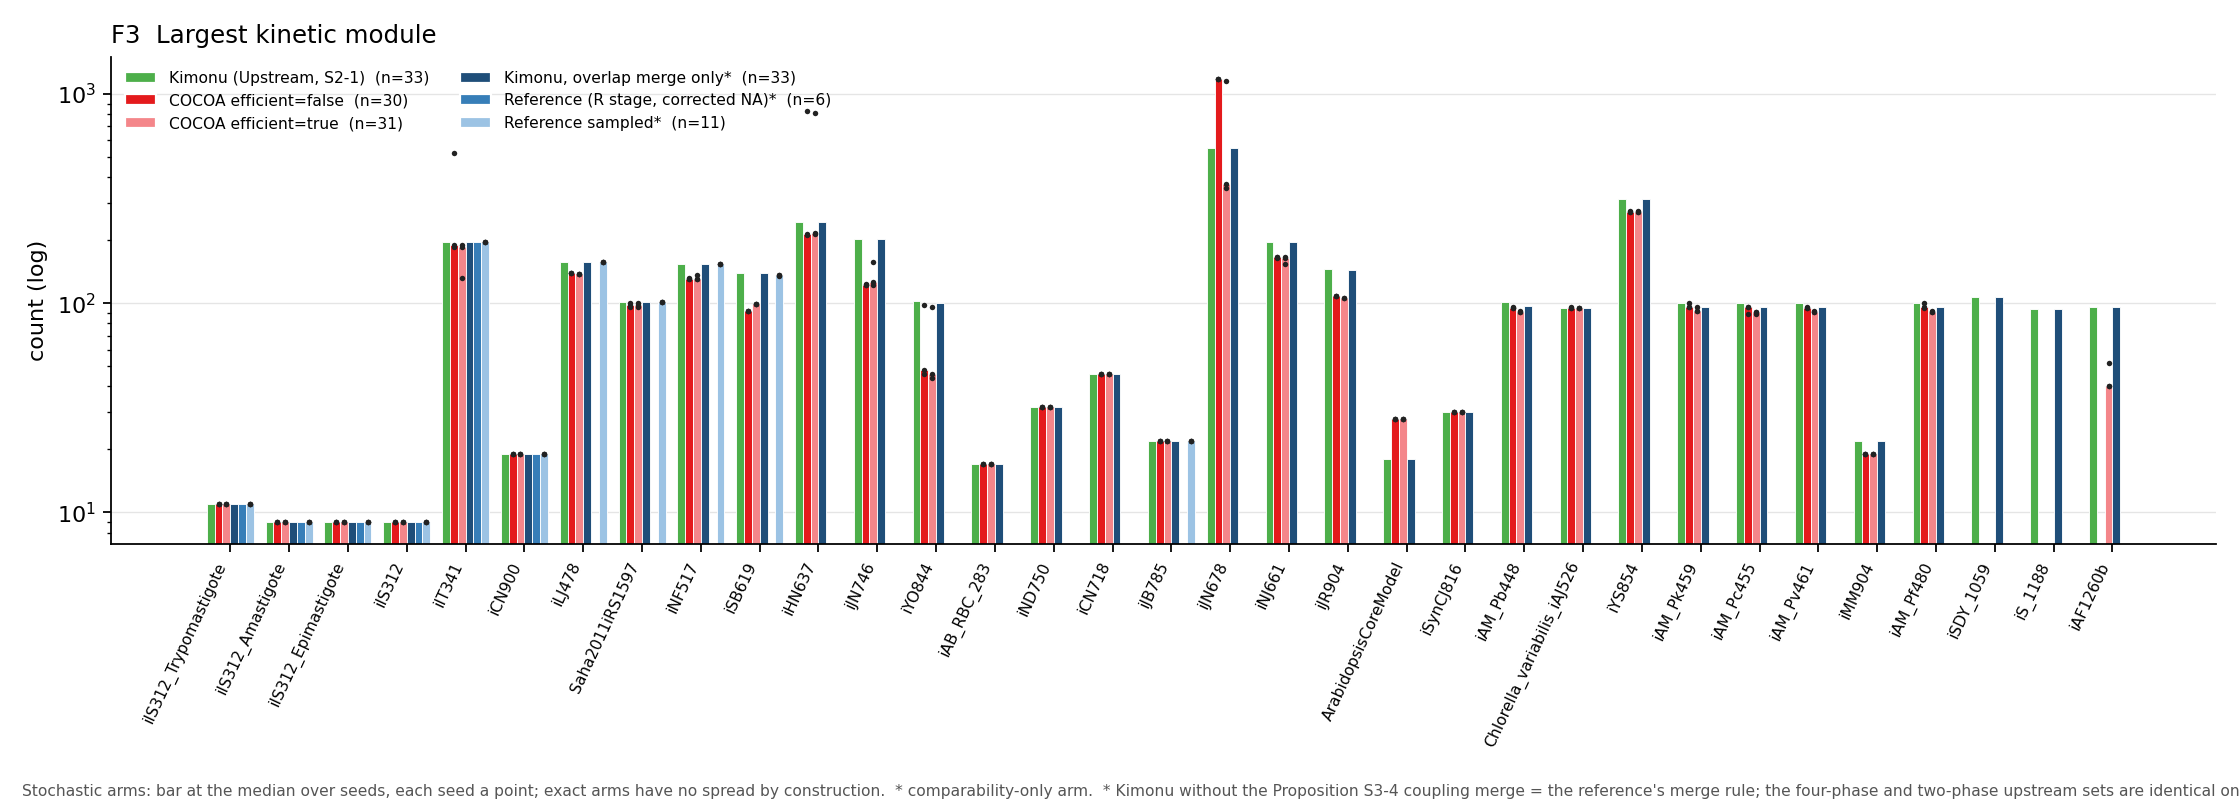 F3 Largest kinetic module
Kimonu (Upstream, S2-1) (n=33)
COCOA efficient=false (n=30)
COCOA efficient=true (n=31)
Kimonu, overlap merge only* (n=33)
Reference (R stage, corrected NA)* (n=6)
Reference sampled* (n=11)
count (log)
10³
10²
10¹
iIS312_Trypomastigote
iIS312_Amastigote
iIS312_Epimastigote
iIS312
iIT341
iCN900
iLJ478
Saha2011iRS1597
iNF517
iSB619
iHN637
iJN746
iYO844
iAB_RBC_283
iND750
iCN718
iJB785
iJN678
iNJ661
iJR904
ArabidopsisCoreModel
iSynCJ816
iAM_Pb448
Chlorella_variabilis_iAJ526
iYS854
iAM_Pk459
iAM_Pc455
iAM_Pv461
iMM904
iAM_Pf480
iSDY_1059
iS_1188
iAF1260b
Stochastic arms: bar at the median over seeds, each seed a point; exact arms have no spread by construction. * comparability-only arm. * Kimonu without the Proposition S3-4 coupling merge = the reference's merge rule; the four-phase and two-phase upstream sets are identical on